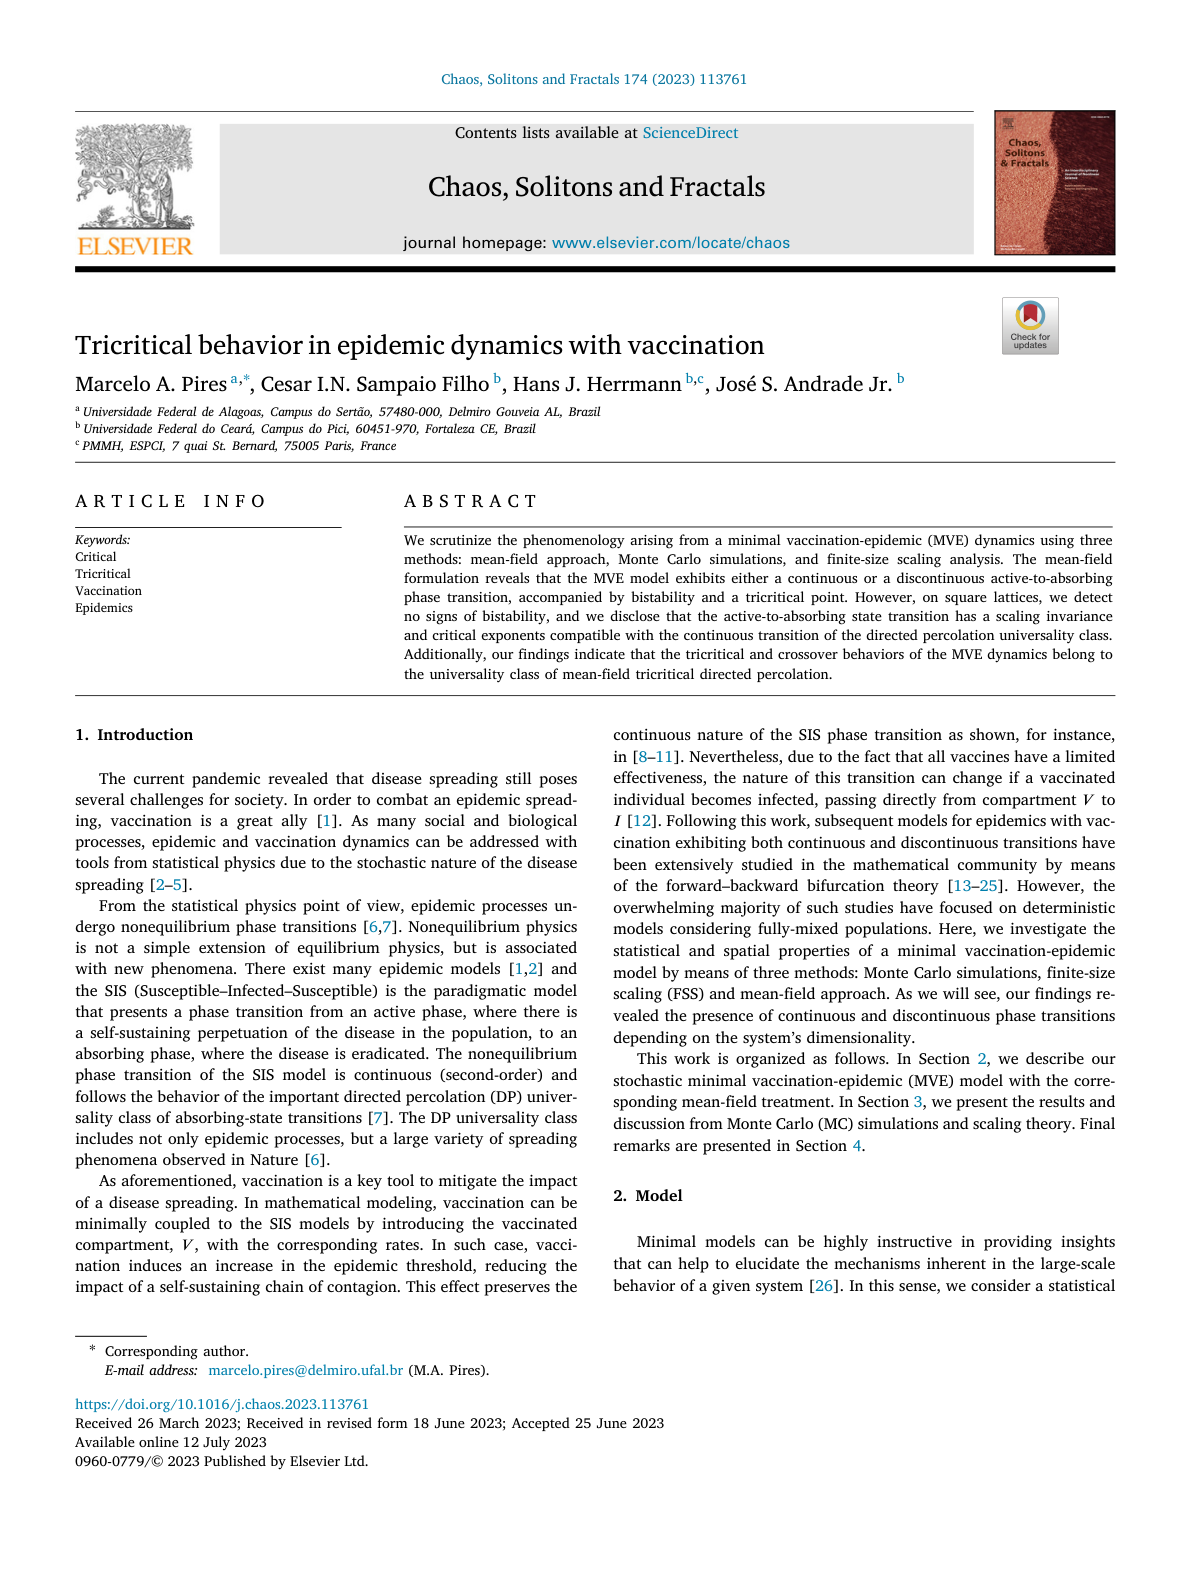 Chaos, Solitons and Fractals 174 (2023) 113761
Contents lists available at ScienceDirect
Chaos, Solitons and Fractals
journal homepage: www.elsevier.com/locate/chaos
ELSEVIER
Chaos,
Solitons
& Fractals
Check for
updates
Tricritical behavior in epidemic dynamics with vaccination
Marcelo A. Pires a,*, Cesar I.N. Sampaio Filho b, Hans J. Herrmann b,c, José S. Andrade Jr. b
a Universidade Federal de Alagoas, Campus do Sertão, 57480-000, Delmiro Gouveia AL, Brazil
b Universidade Federal do Ceará, Campus do Pici, 60451-970, Fortaleza CE, Brazil
c PMMH, ESPCI, 7 quai St. Bernard, 75005 Paris, France
ARTICLE INFO
Keywords:
Critical
Tricritical
Vaccination
Epidemics
ABSTRACT
We scrutinize the phenomenology arising from a minimal vaccination-epidemic (MVE) dynamics using three
methods: mean-field approach, Monte Carlo simulations, and finite-size scaling analysis. The mean-field
formulation reveals that the MVE model exhibits either a continuous or a discontinuous active-to-absorbing
phase transition, accompanied by bistability and a tricritical point. However, on square lattices, we detect
no signs of bistability, and we disclose that the active-to-absorbing state transition has a scaling invariance
and critical exponents compatible with the continuous transition of the directed percolation universality class.
Additionally, our findings indicate that the tricritical and crossover behaviors of the MVE dynamics belong to
the universality class of mean-field tricritical directed percolation.
1. Introduction
The current pandemic revealed that disease spreading still poses
several challenges for society. In order to combat an epidemic spread-
ing, vaccination is a great ally [1]. As many social and biological
processes, epidemic and vaccination dynamics can be addressed with
tools from statistical physics due to the stochastic nature of the disease
spreading [2–5].
From the statistical physics point of view, epidemic processes un-
dergo nonequilibrium phase transitions [6,7]. Nonequilibrium physics
is not a simple extension of equilibrium physics, but is associated
with new phenomena. There exist many epidemic models [1,2] and
the SIS (Susceptible–Infected–Susceptible) is the paradigmatic model
that presents a phase transition from an active phase, where there is
a self-sustaining perpetuation of the disease in the population, to an
absorbing phase, where the disease is eradicated. The nonequilibrium
phase transition of the SIS model is continuous (second-order) and
follows the behavior of the important directed percolation (DP) univer-
sality class of absorbing-state transitions [7]. The DP universality class
includes not only epidemic processes, but a large variety of spreading
phenomena observed in Nature [6].
As aforementioned, vaccination is a key tool to mitigate the impact
of a disease spreading. In mathematical modeling, vaccination can be
minimally coupled to the SIS models by introducing the vaccinated
compartment, V, with the corresponding rates. In such case, vacci-
nation induces an increase in the epidemic threshold, reducing the
impact of a self-sustaining chain of contagion. This effect preserves the
continuous nature of the SIS phase transition as shown, for instance,
in [8–11]. Nevertheless, due to the fact that all vaccines have a limited
effectiveness, the nature of this transition can change if a vaccinated
individual becomes infected, passing directly from compartment V to
I [12]. Following this work, subsequent models for epidemics with vac-
cination exhibiting both continuous and discontinuous transitions have
been extensively studied in the mathematical community by means
of the forward–backward bifurcation theory [13–25]. However, the
overwhelming majority of such studies have focused on deterministic
models considering fully-mixed populations. Here, we investigate the
statistical and spatial properties of a minimal vaccination-epidemic
model by means of three methods: Monte Carlo simulations, finite-size
scaling (FSS) and mean-field approach. As we will see, our findings re-
vealed the presence of continuous and discontinuous phase transitions
depending on the system's dimensionality.
This work is organized as follows. In Section 2, we describe our
stochastic minimal vaccination-epidemic (MVE) model with the corre-
sponding mean-field treatment. In Section 3, we present the results and
discussion from Monte Carlo (MC) simulations and scaling theory. Final
remarks are presented in Section 4.
2. Model
Minimal models can be highly instructive in providing insights
that can help to elucidate the mechanisms inherent in the large-scale
behavior of a given system [26]. In this sense, we consider a statistical
* Corresponding author.
E-mail address: marcelo.pires@delmiro.ufal.br (M.A. Pires).
https://doi.org/10.1016/j.chaos.2023.113761
Received 26 March 2023; Received in revised form 18 June 2023; Accepted 25 June 2023
Available online 12 July 2023
0960-0779/© 2023 Published by Elsevier Ltd.